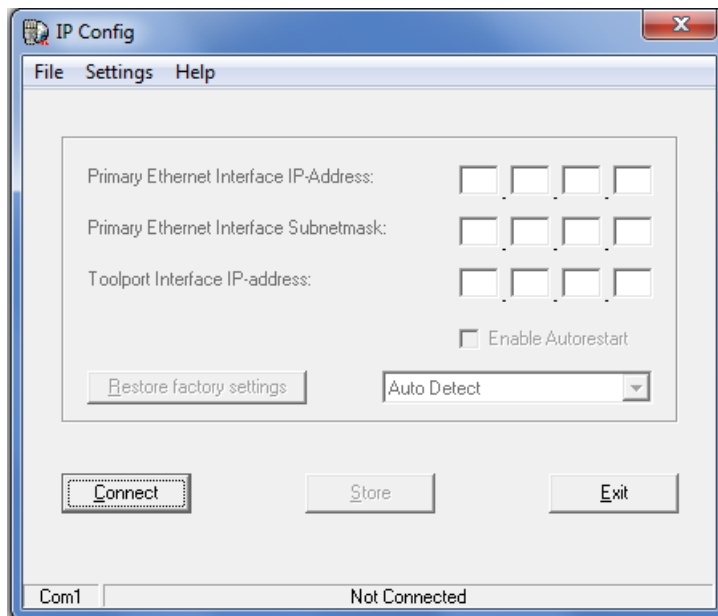 IP Config
File Settings Help
Primary Ethernet Interface IP-Address:
. . .
Primary Ethernet Interface Subnetmask:
. . .
Toolport Interface IP-address:
. . .
Enable Autorestart
Restore factory settings Auto Detect
Connect Store Exit
Com1 Not Connected